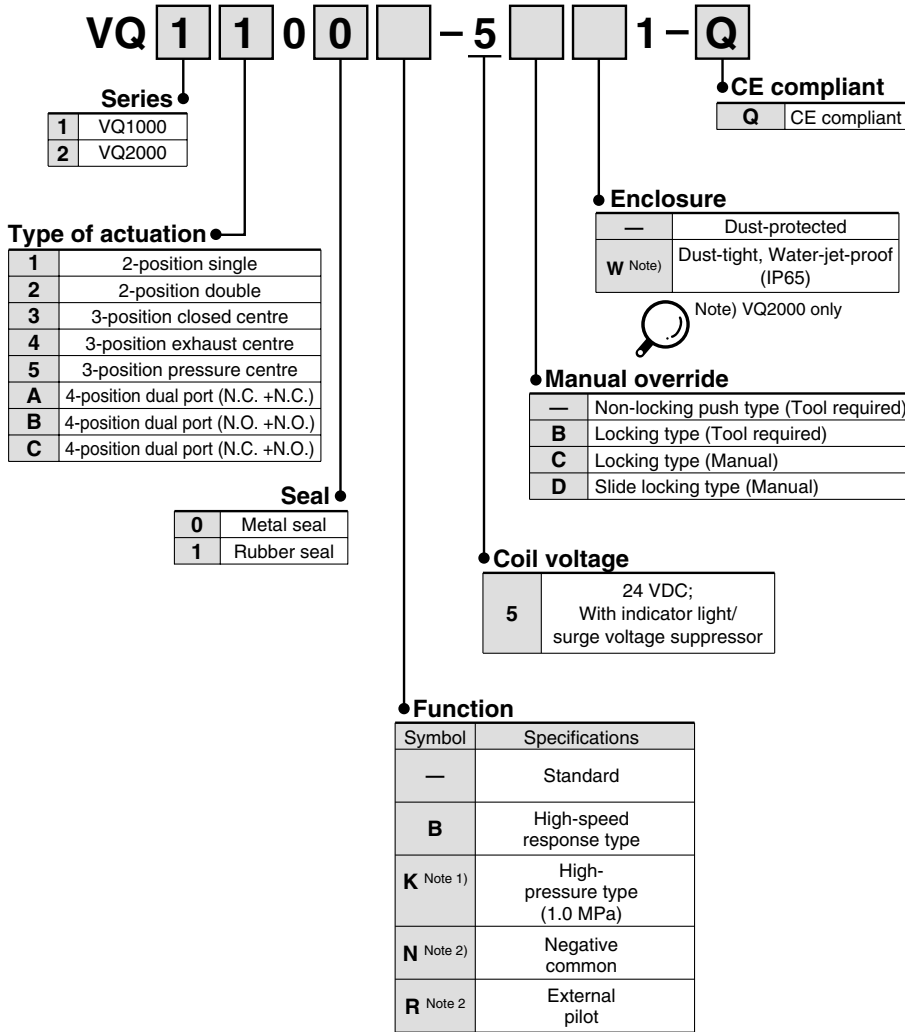 VQ 1 1 0 0 – 5 1 – Q
CE compliant
Q CE compliant
Series
1 VQ1000
2 VQ2000
Enclosure
— Dust-protected
W Note) Dust-tight, Water-jet-proof
(IP65)
Note) VQ2000 only
Type of actuation
1 2-position single
2 2-position double
3 3-position closed centre
4 3-position exhaust centre
5 3-position pressure centre
A 4-position dual port (N.C. +N.C.)
B 4-position dual port (N.O. +N.O.)
C 4-position dual port (N.C. +N.O.)
Manual override
— Non-locking push type (Tool required)
B Locking type (Tool required)
C Locking type (Manual)
D Slide locking type (Manual)
Seal
0 Metal seal
1 Rubber seal
Coil voltage
5 24 VDC;
With indicator light/
surge voltage suppressor
Function
Symbol Specifications
— Standard
B High-speed
response type
K Note 1) High-
pressure type
(1.0 MPa)
N Note 2) Negative
common
R Note 2 External
pilot